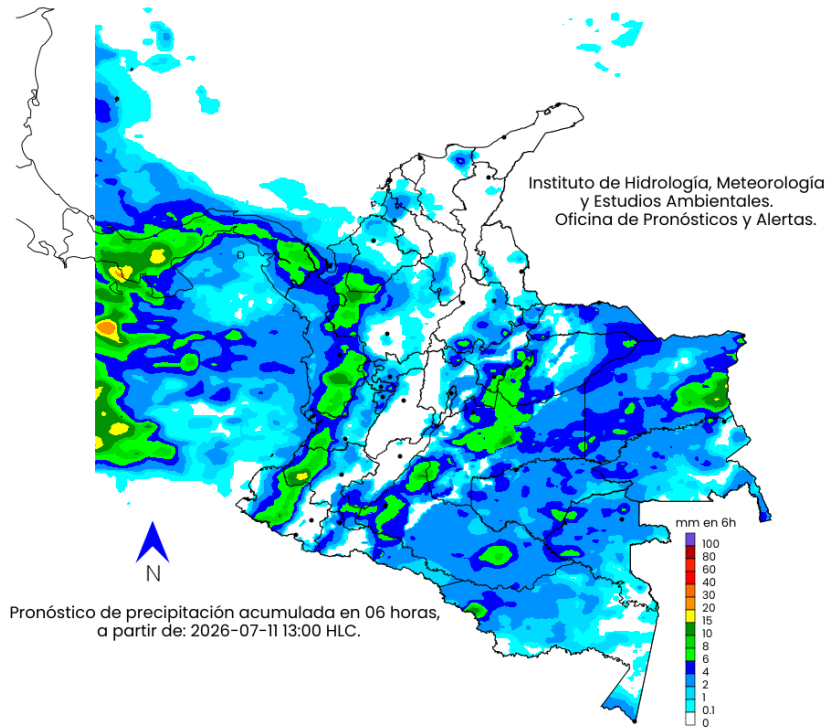 Instituto de Hidrología, Meteorología
y Estudios Ambientales.
Oficina de Pronósticos y Alertas.
mm en 6h
100
80
60
40
30
20
15
10
8
6
4
2
1
0.1
0
N
Pronóstico de precipitación acumulada en 06 horas,
a partir de: 2026-07-11 13:00 HLC.